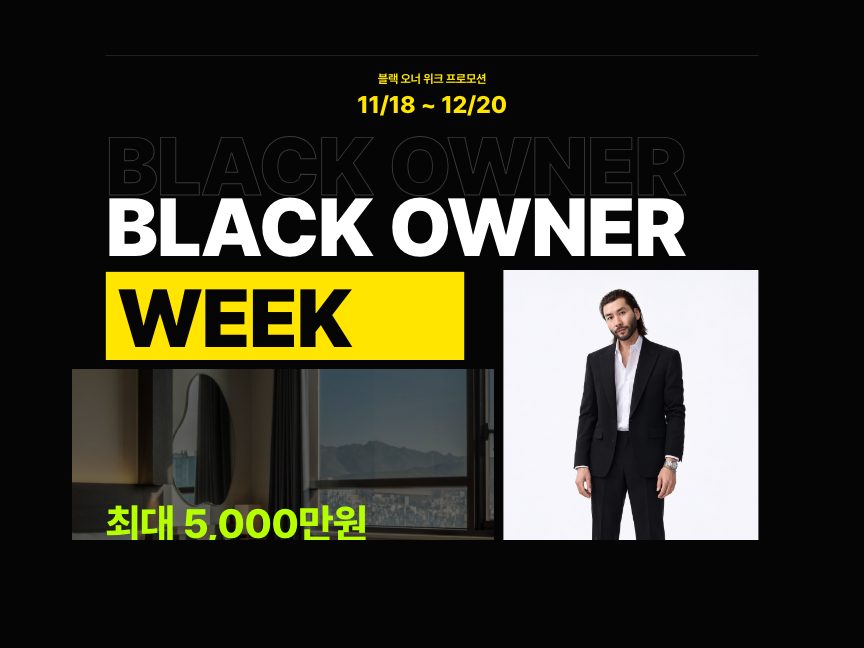 블랙 오너 위크 프로모션
11/18 ~ 12/20
BLACK OWNER
BLACK OWNER
WEEK
최대 5,000만원